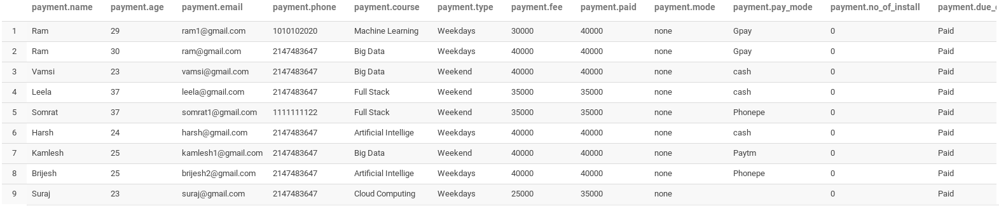 payment.name payment.age payment.email payment.phone payment.course payment.type payment.fee payment.paid payment.mode payment.pay_mode payment.no_of_install payment.due_
1 Ram 29 ram1@gmail.com 1010102020 Machine Learning Weekdays 30000 40000 none Gpay 0 Paid
2 Ram 30 ram@gmail.com 2147483647 Big Data Weekdays 40000 40000 none Gpay 0 Paid
3 Vamsi 23 vamsi@gmail.com 2147483647 Big Data Weekend 40000 40000 none cash 0 Paid
4 Leela 37 leela@gmail.com 2147483647 Full Stack Weekend 35000 35000 none cash 0 Paid
5 Somrat 37 somrat1@gmail.com 1111111122 Full Stack Weekend 35000 35000 none Phonepe 0 Paid
6 Harsh 24 harsh@gmail.com 2147483647 Artificial Intellige Weekdays 40000 40000 none cash 0 Paid
7 Kamlesh 25 kamlesh1@gmail.com 2147483647 Big Data Weekend 40000 40000 none Paytm 0 Paid
8 Brijesh 25 brijesh2@gmail.com 2147483647 Artificial Intellige Weekdays 40000 40000 none Phonepe 0 Paid
9 Suraj 23 suraj@gmail.com 2147483647 Cloud Computing Weekdays 25000 35000 none 0 Paid